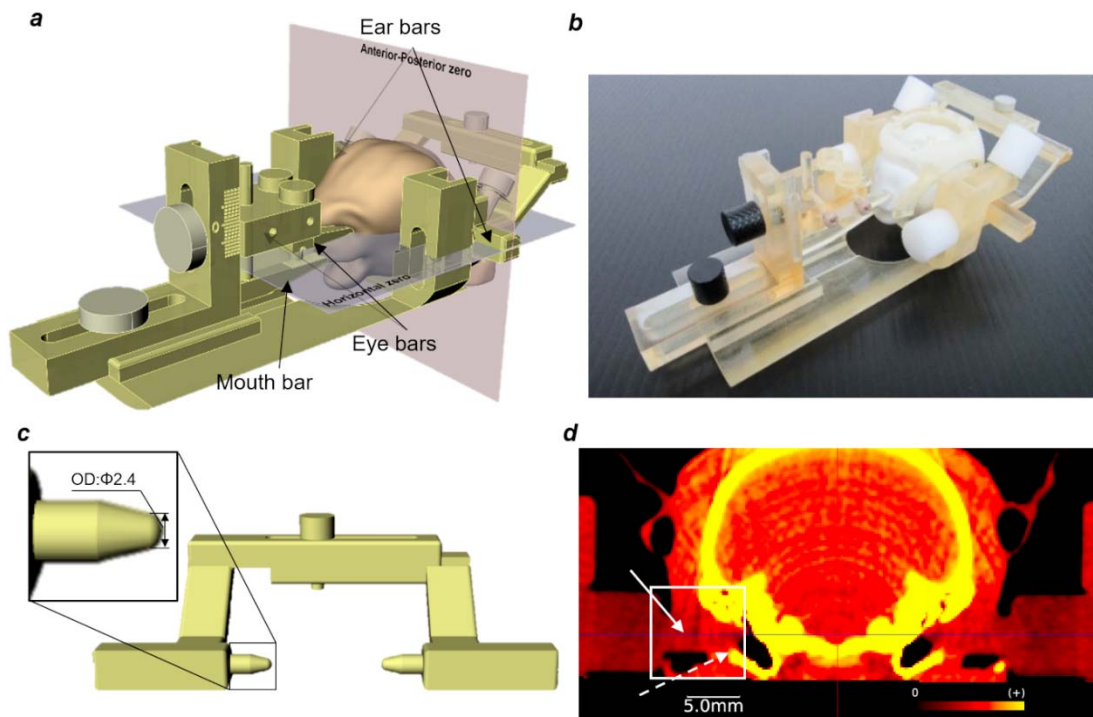 a
Ear bars
Anterior-Posterior zero
Horizontal zero
Eye bars
Mouth bar
b
c
OD:Φ2.4
d
5.0mm
0
(+)